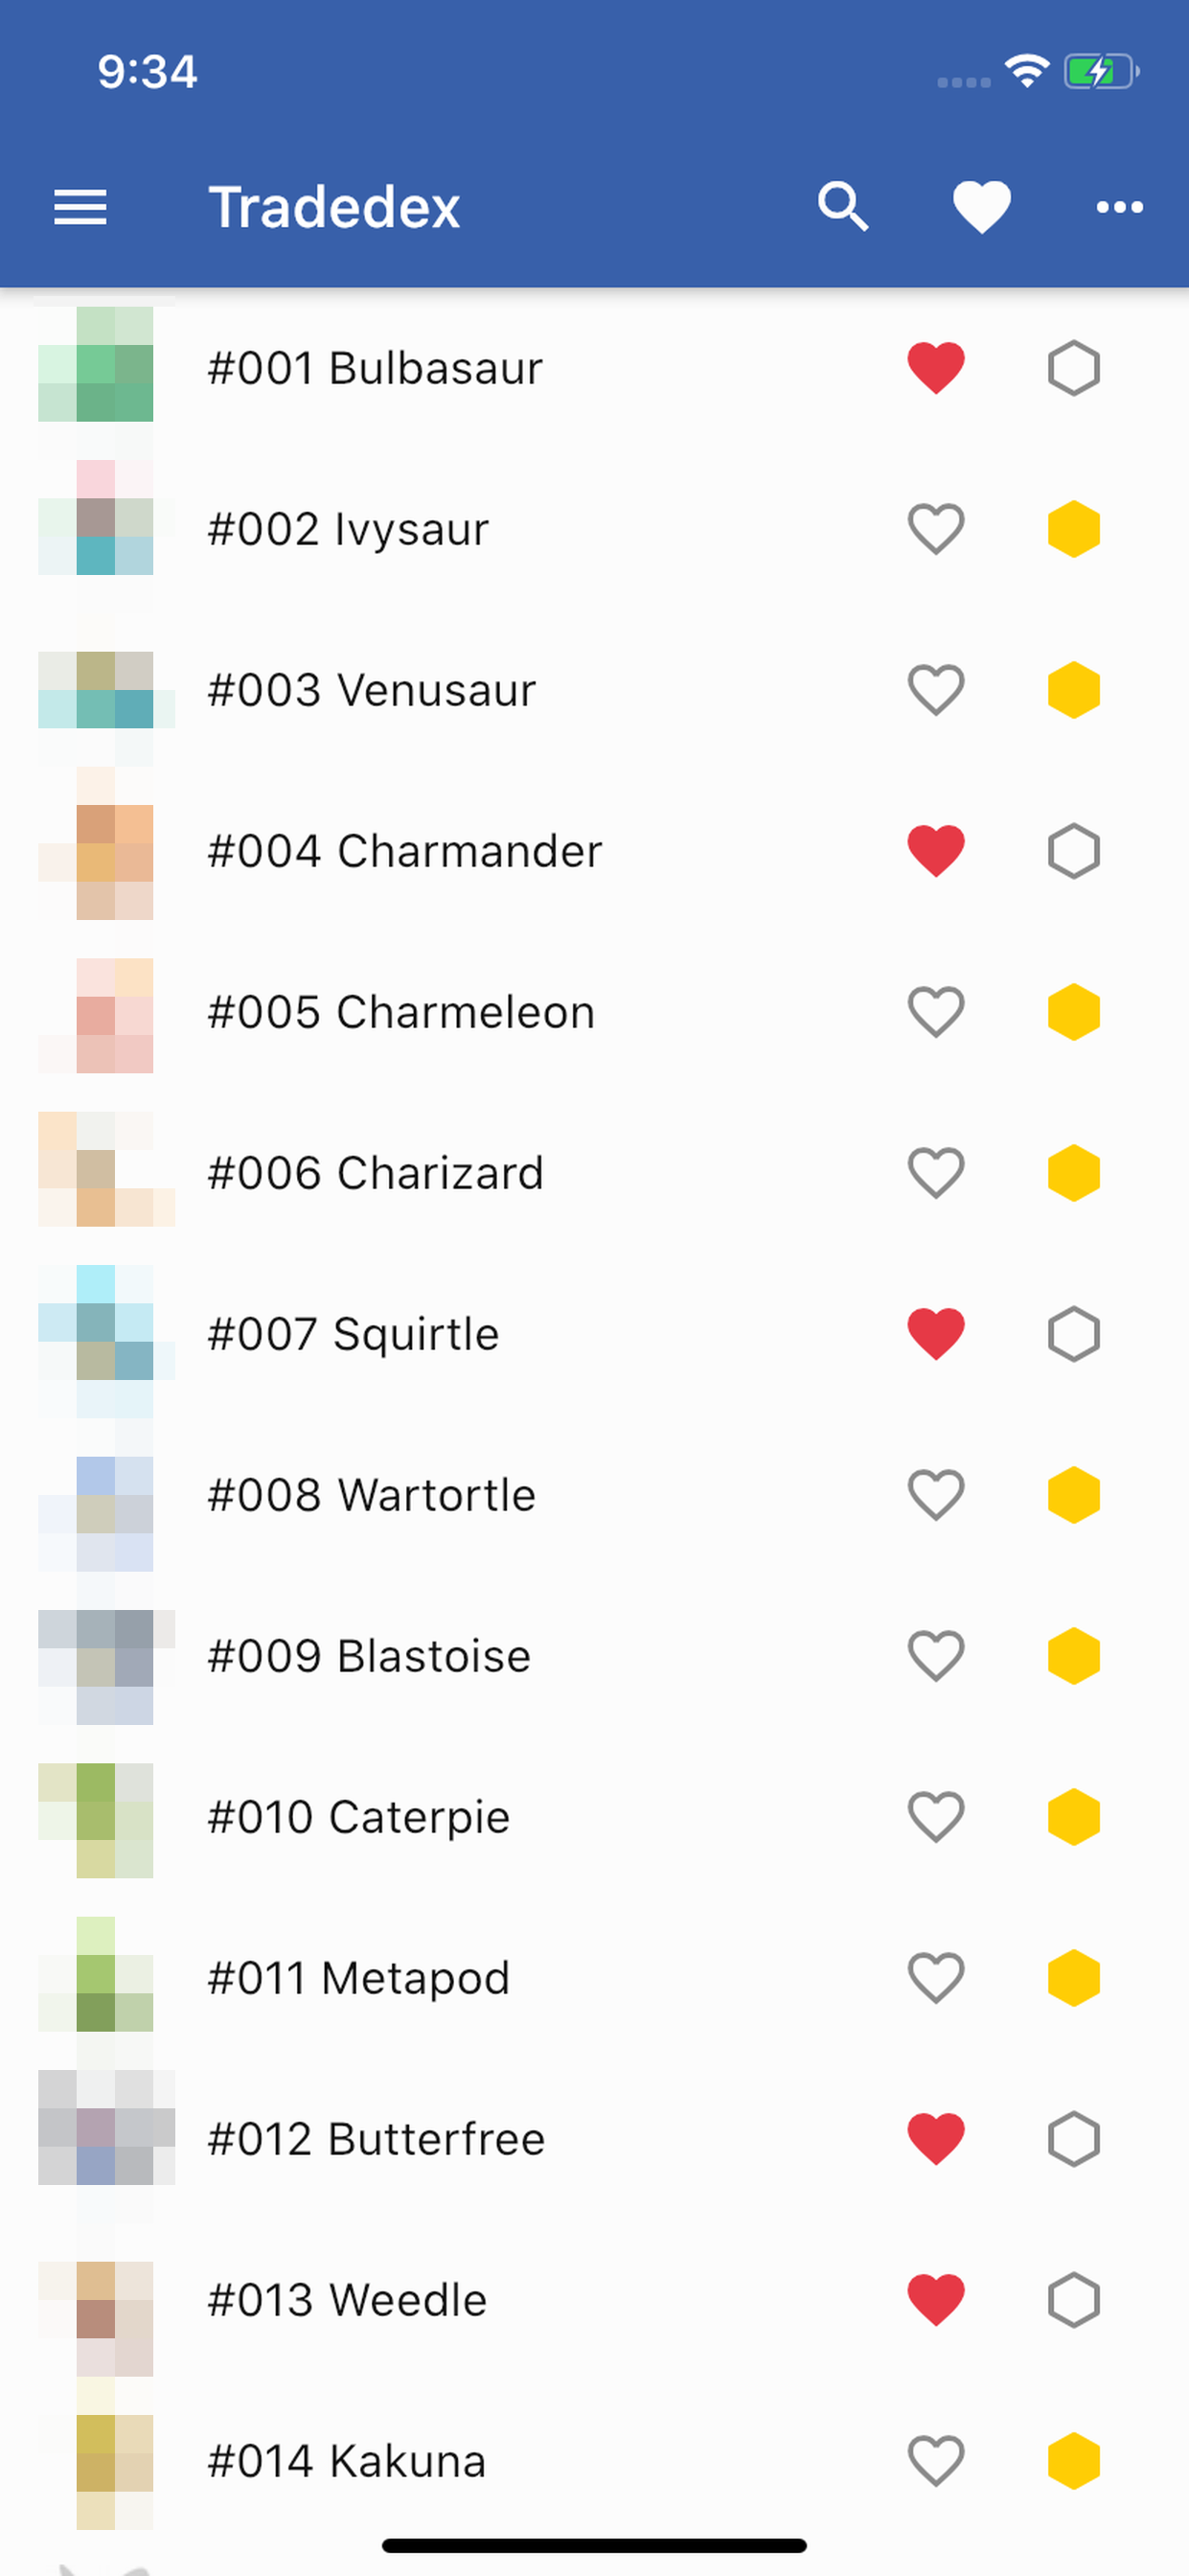 9:34
Tradedex
#001 Bulbasaur
#002 Ivysaur
#003 Venusaur
#004 Charmander
#005 Charmeleon
#006 Charizard
#007 Squirtle
#008 Wartortle
#009 Blastoise
#010 Caterpie
#011 Metapod
#012 Butterfree
#013 Weedle
#014 Kakuna